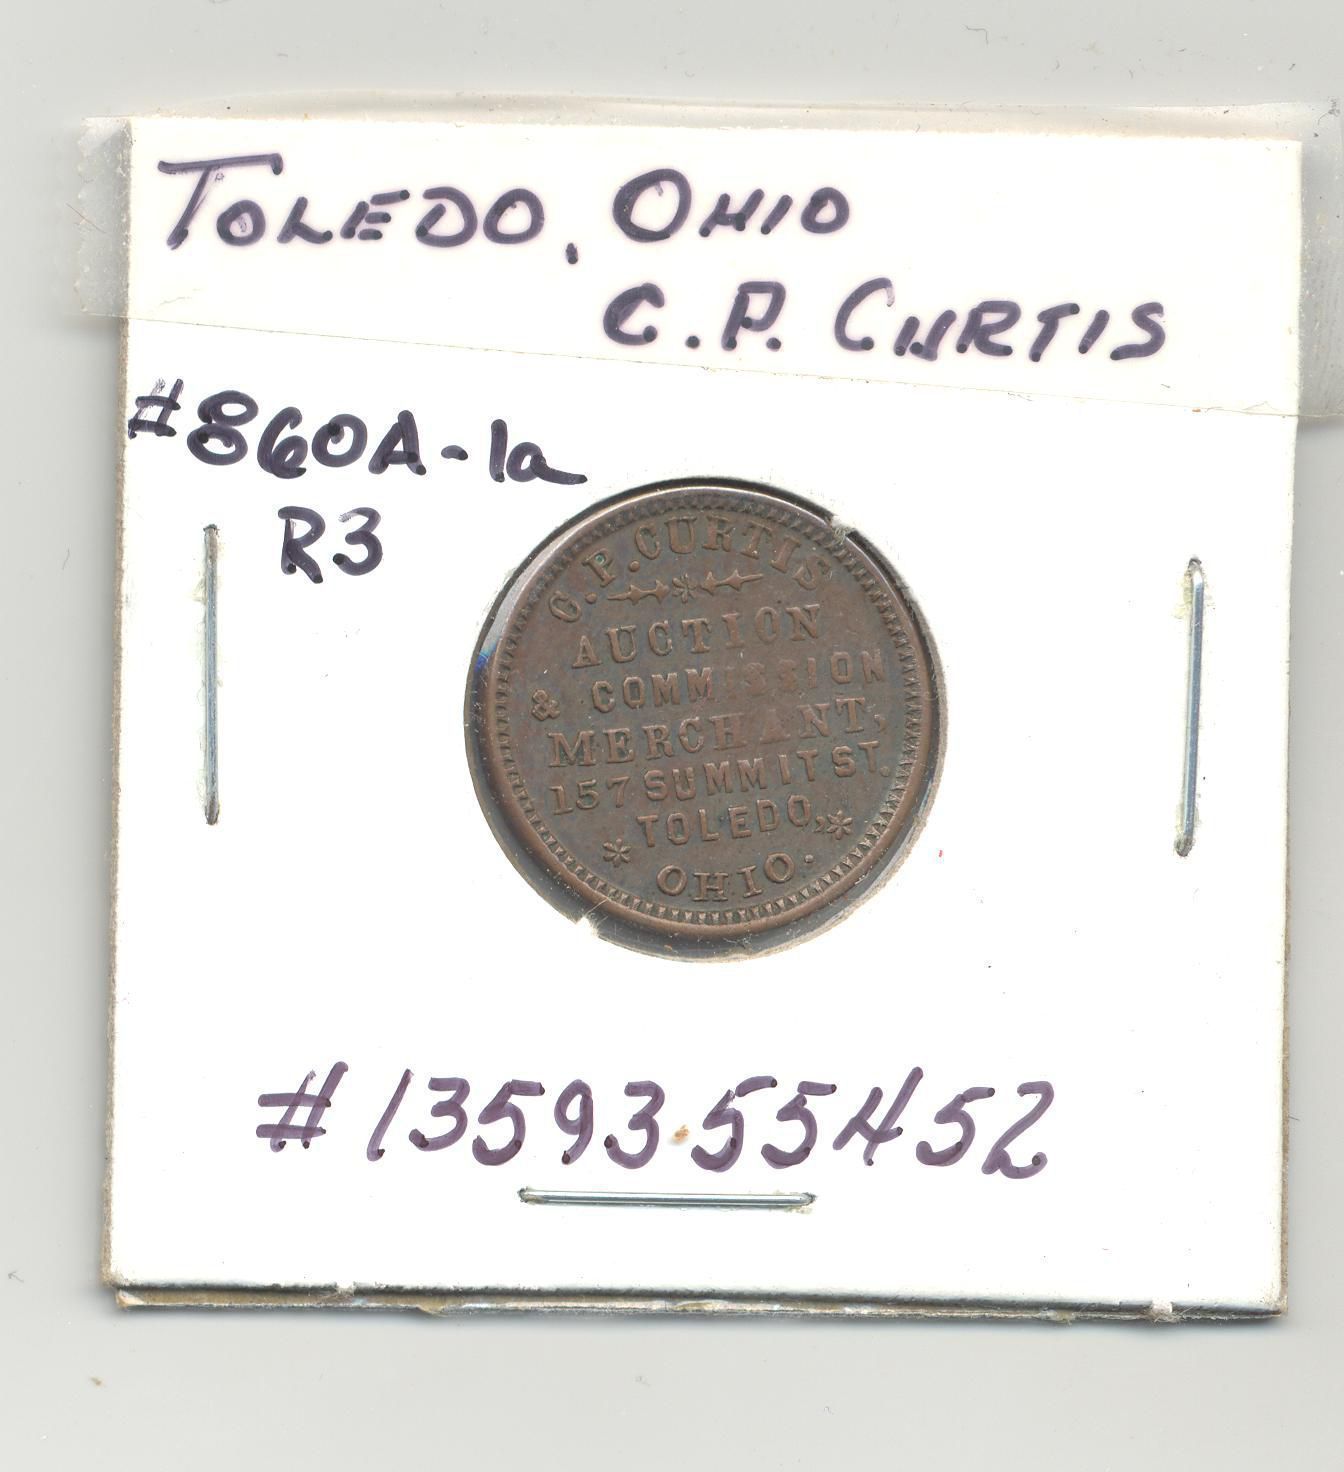 TOLEDO, OHIO
C.P. CURTIS
#860A-1a
R3
C. P. CURTIS
AUCTION
& COMMISSION
MERCHANT,
157 SUMMIT ST.
TOLEDO,
OHIO.
#1359355452